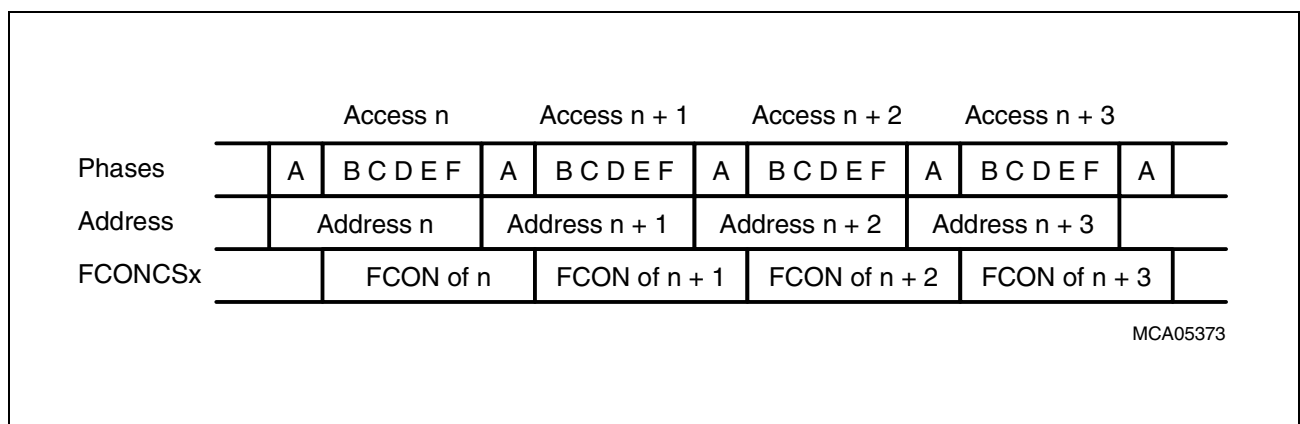 Access n Access n + 1 Access n + 2 Access n + 3
Phases A B C D E F A B C D E F A B C D E F A B C D E F A
Address Address n Address n + 1 Address n + 2 Address n + 3
FCONCSx FCON of n FCON of n + 1 FCON of n + 2 FCON of n + 3
MCA05373